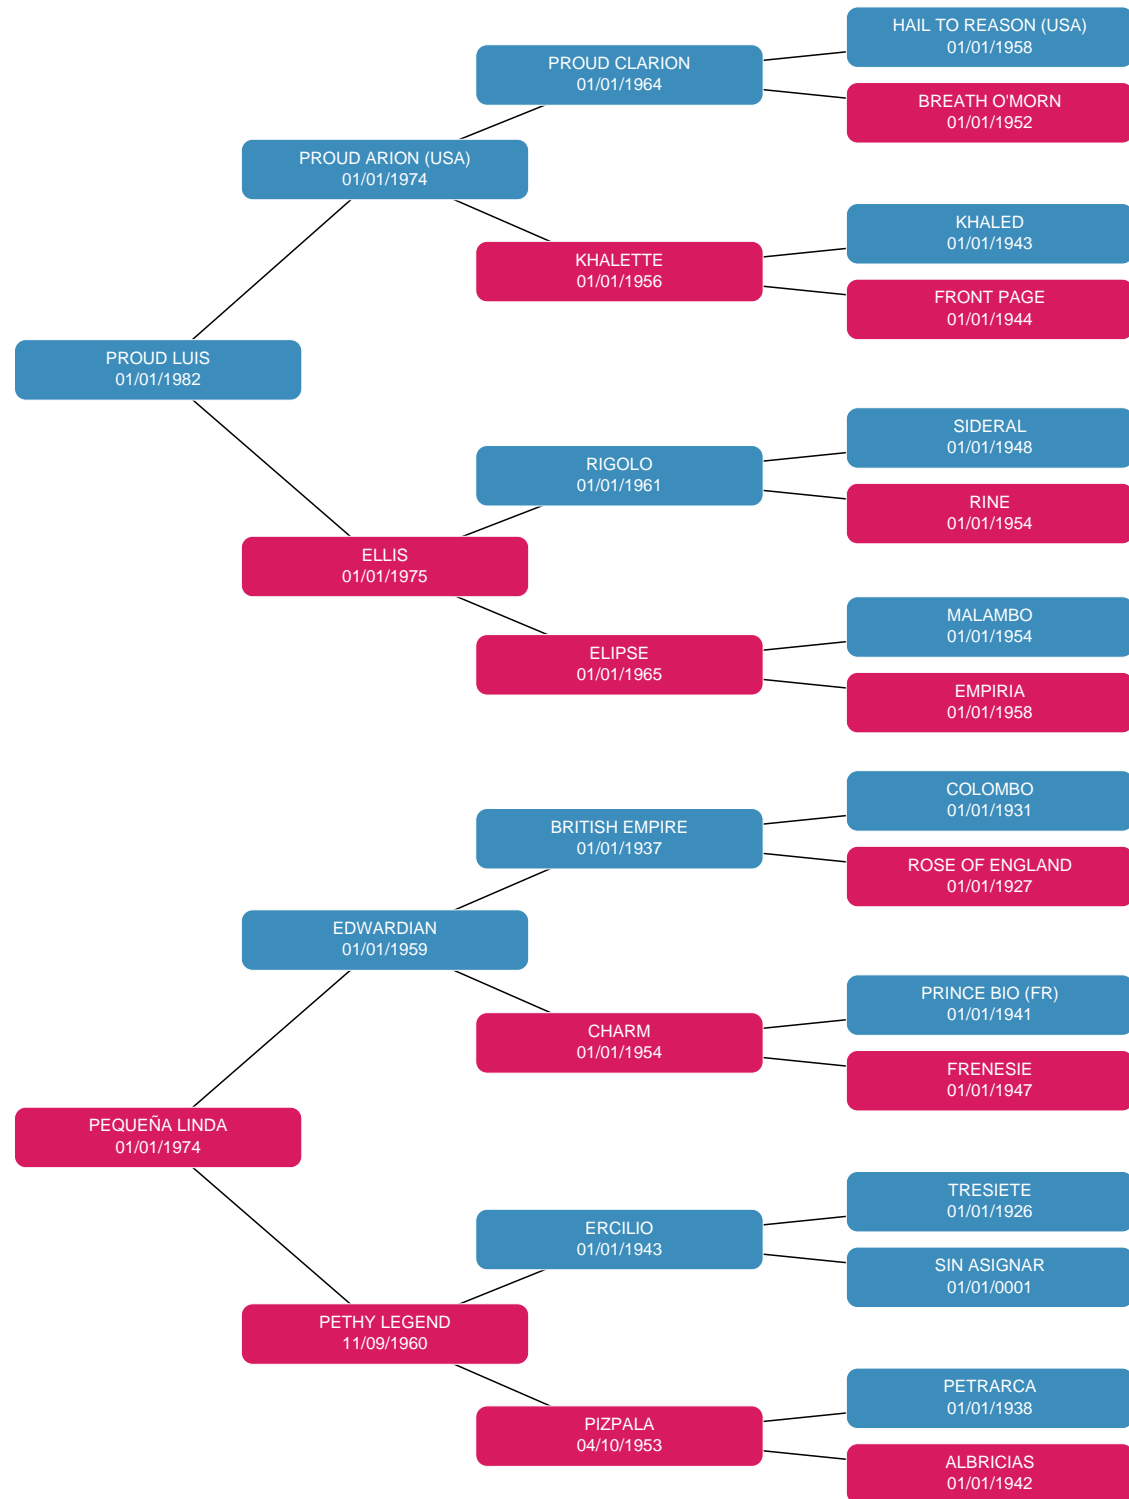 HAIL TO REASON (USA)
01/01/1958
PROUD CLARION
01/01/1964
BREATH O'MORN
01/01/1952
PROUD ARION (USA)
01/01/1974
KHALED
01/01/1943
KHALETTE
01/01/1956
FRONT PAGE
01/01/1944
PROUD LUIS
01/01/1982
SIDERAL
01/01/1948
RIGOLO
01/01/1961
RINE
01/01/1954
ELLIS
01/01/1975
MALAMBO
01/01/1954
ELIPSE
01/01/1965
EMPIRIA
01/01/1958
COLOMBO
01/01/1931
BRITISH EMPIRE
01/01/1937
ROSE OF ENGLAND
01/01/1927
EDWARDIAN
01/01/1959
PRINCE BIO (FR)
01/01/1941
CHARM
01/01/1954
FRENESIE
01/01/1947
PEQUEÑA LINDA
01/01/1974
TRESIETE
01/01/1926
ERCILIO
01/01/1943
SIN ASIGNAR
01/01/0001
PETHY LEGEND
11/09/1960
PETRARCA
01/01/1938
PIZPALA
04/10/1953
ALBRICIAS
01/01/1942